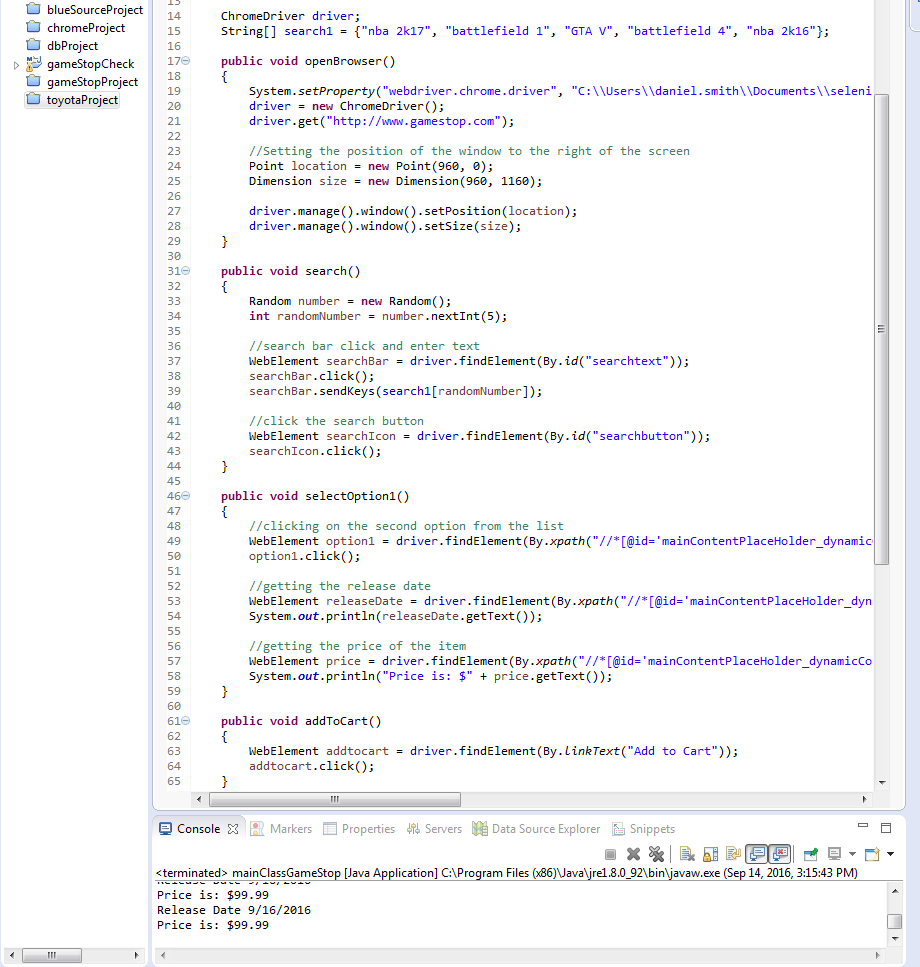 blueSourceProject
chromeProject
dbProject
gameStopCheck
gameStopProject
toyotaProject
13
14 ChromeDriver driver;
15 String[] search1 = {"nba 2k17", "battlefield 1", "GTA V", "battlefield 4", "nba 2k16"};
16
17 public void openBrowser()
18 {
19 System.setProperty("webdriver.chrome.driver", "C:\\Users\\daniel.smith\\Documents\\seleni
20 driver = new ChromeDriver();
21 driver.get("http://www.gamestop.com");
22
23 //Setting the position of the window to the right of the screen
24 Point location = new Point(960, 0);
25 Dimension size = new Dimension(960, 1160);
26
27 driver.manage().window().setPosition(location);
28 driver.manage().window().setSize(size);
29 }
30
31 public void search()
32 {
33 Random number = new Random();
34 int randomNumber = number.nextInt(5);
35
36 //search bar click and enter text
37 WebElement searchBar = driver.findElement(By.id("searchtext"));
38 searchBar.click();
39 searchBar.sendKeys(search1[randomNumber]);
40
41 //click the search button
42 WebElement searchIcon = driver.findElement(By.id("searchbutton"));
43 searchIcon.click();
44 }
45
46 public void selectOption1()
47 {
48 //clicking on the second option from the list
49 WebElement option1 = driver.findElement(By.xpath("//*[@id='mainContentPlaceHolder_dynamic
50 option1.click();
51
52 //getting the release date
53 WebElement releaseDate = driver.findElement(By.xpath("//*[@id='mainContentPlaceHolder_dyn
54 System.out.println(releaseDate.getText());
55
56 //getting the price of the item
57 WebElement price = driver.findElement(By.xpath("//*[@id='mainContentPlaceHolder_dynamicCo
58 System.out.println("Price is: $" + price.getText());
59 }
60
61 public void addToCart()
62 {
63 WebElement addtocart = driver.findElement(By.linkText("Add to Cart"));
64 addtocart.click();
65 }
Console Markers Properties Servers Data Source Explorer Snippets
<terminated> mainClassGameStop [Java Application] C:\Program Files (x86)\Java\jre1.8.0_92\bin\javaw.exe (Sep 14, 2016, 3:15:43 PM)
Release Date 9/16/2016
Price is: $99.99
Release Date 9/16/2016
Price is: $99.99